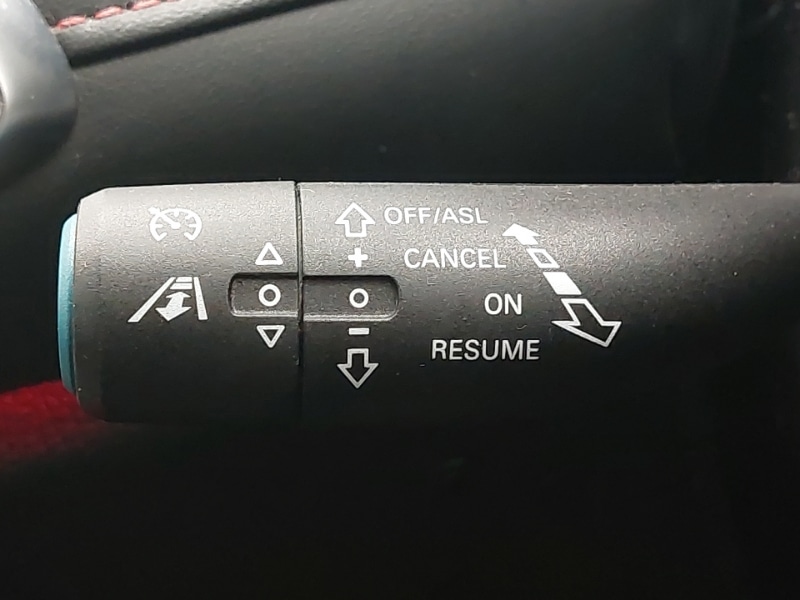 OFF/ASL
+ CANCEL
ON
-
RESUME